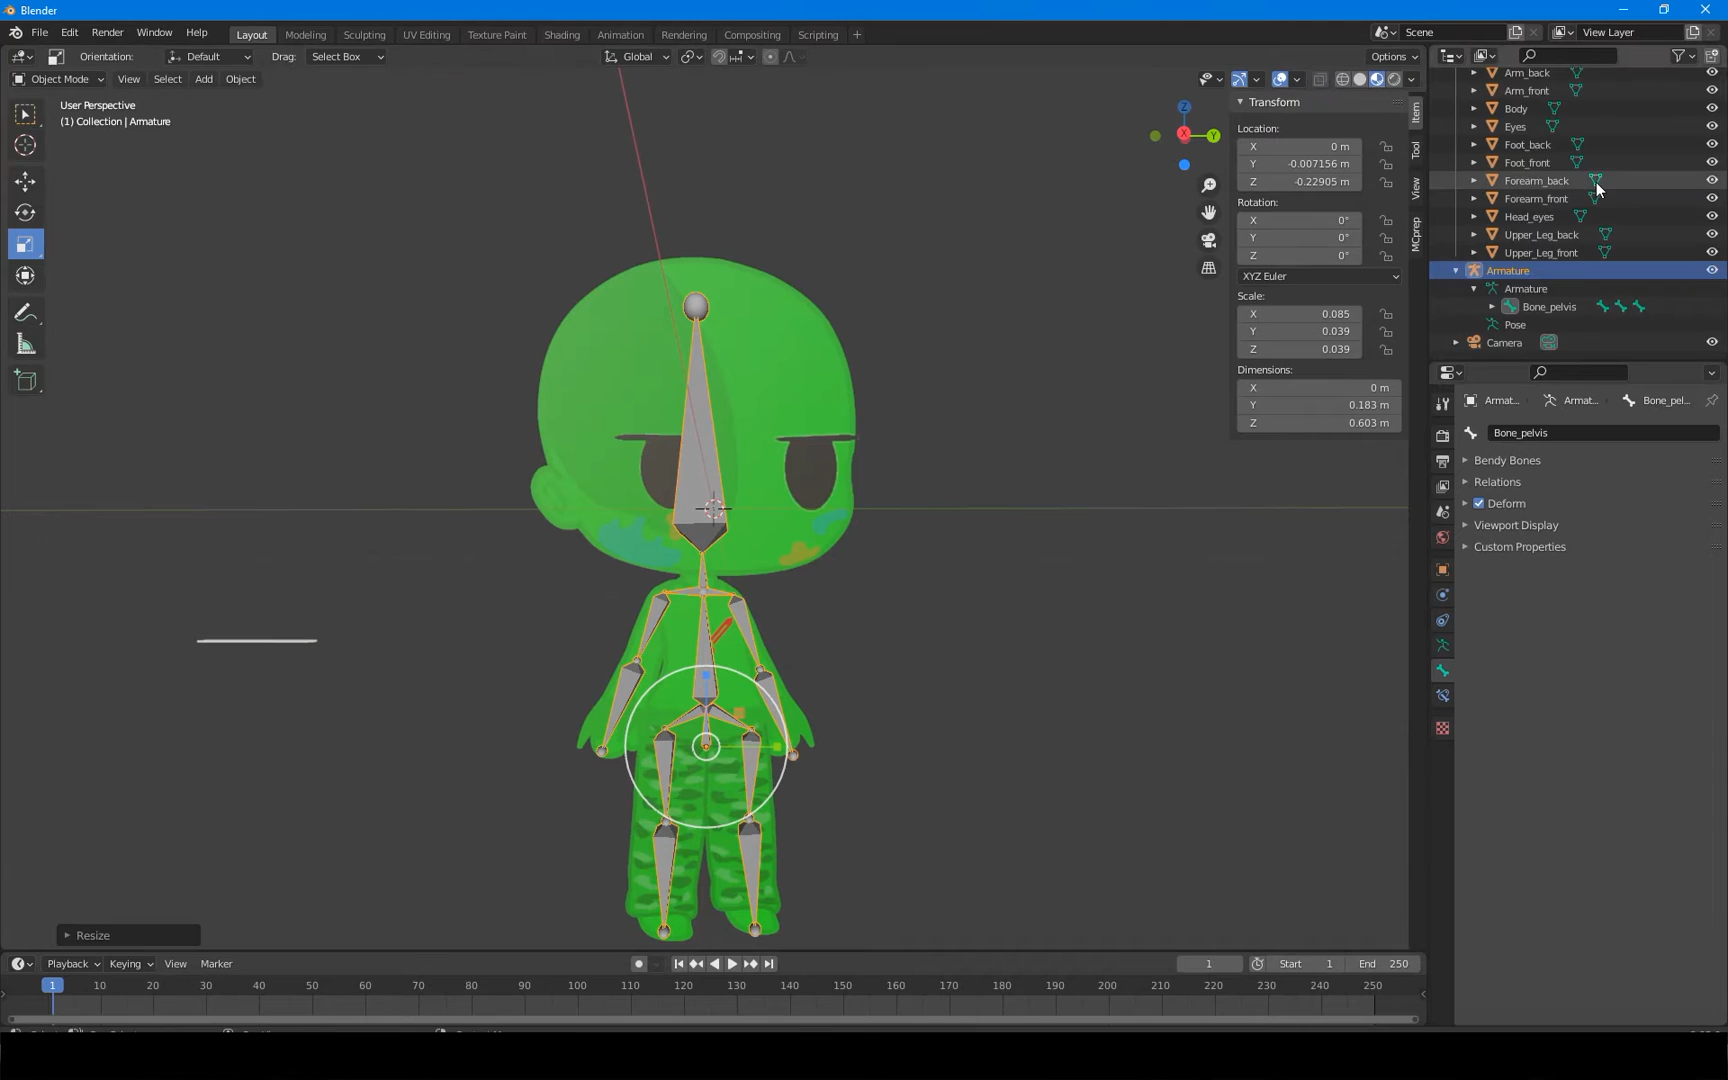 Blender
File Edit Render Window Help
Layout Modeling Sculpting UV Editing Texture Paint Shading Animation Rendering Compositing Scripting +
Scene
View Layer
Orientation: Default Drag: Select Box
Global
Options
Object Mode View Select Add Object
User Perspective
(1) Collection | Armature
Z
Y
X
Transform
Location:
X 0 m
Y -0.007156 m
Z -0.22905 m
Rotation:
X 0°
Y 0°
Z 0°
XYZ Euler
Scale:
X 0.085
Y 0.039
Z 0.039
Dimensions:
X 0 m
Y 0.183 m
Z 0.603 m
Item
Tool
View
MCprep
Arm_back
Arm_front
Body
Eyes
Foot_back
Foot_front
Forearm_back
Forearm_front
Head_eyes
Upper_Leg_back
Upper_Leg_front
Armature
Armature
Bone_pelvis
Pose
Camera
Armat... Armat... Bone_pel...
Bone_pelvis
Bendy Bones
Relations
Deform
Viewport Display
Custom Properties
Resize
Playback Keying View Marker
1 Start 1 End 250
1 10 20 30 40 50 60 70 80 90 100 110 120 130 140 150 160 170 180 190 200 210 220 230 240 250